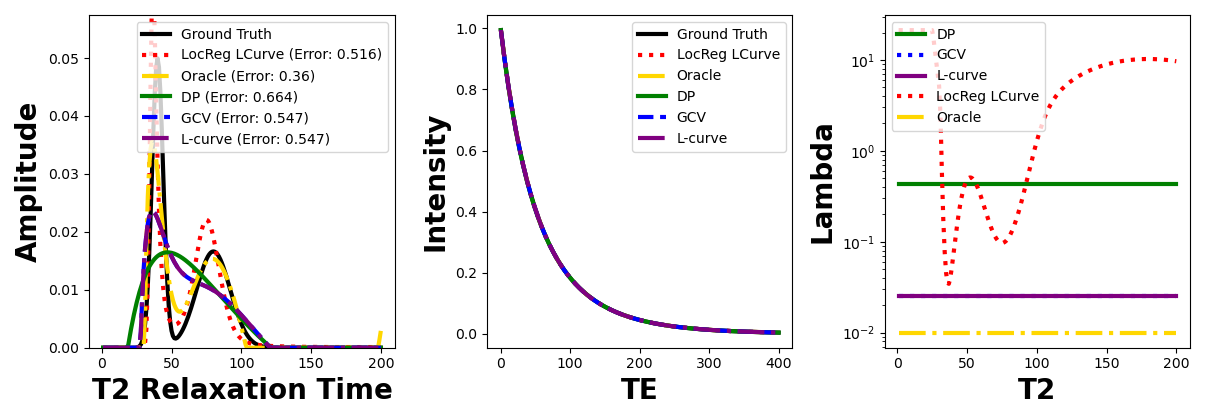 Amplitude
0.05
0.04
0.03
0.02
0.01
0.00
0
50
100
150
200
T2 Relaxation Time
Ground Truth
LocReg LCurve (Error: 0.516)
Oracle (Error: 0.36)
DP (Error: 0.664)
GCV (Error: 0.547)
L-curve (Error: 0.547)
Intensity
1.0
0.8
0.6
0.4
0.2
0.0
0
100
200
300
400
TE
Ground Truth
LocReg LCurve
Oracle
DP
GCV
L-curve
Lambda
10¹
10⁰
10⁻¹
10⁻²
0
50
100
150
200
T2
DP
GCV
L-curve
LocReg LCurve
Oracle